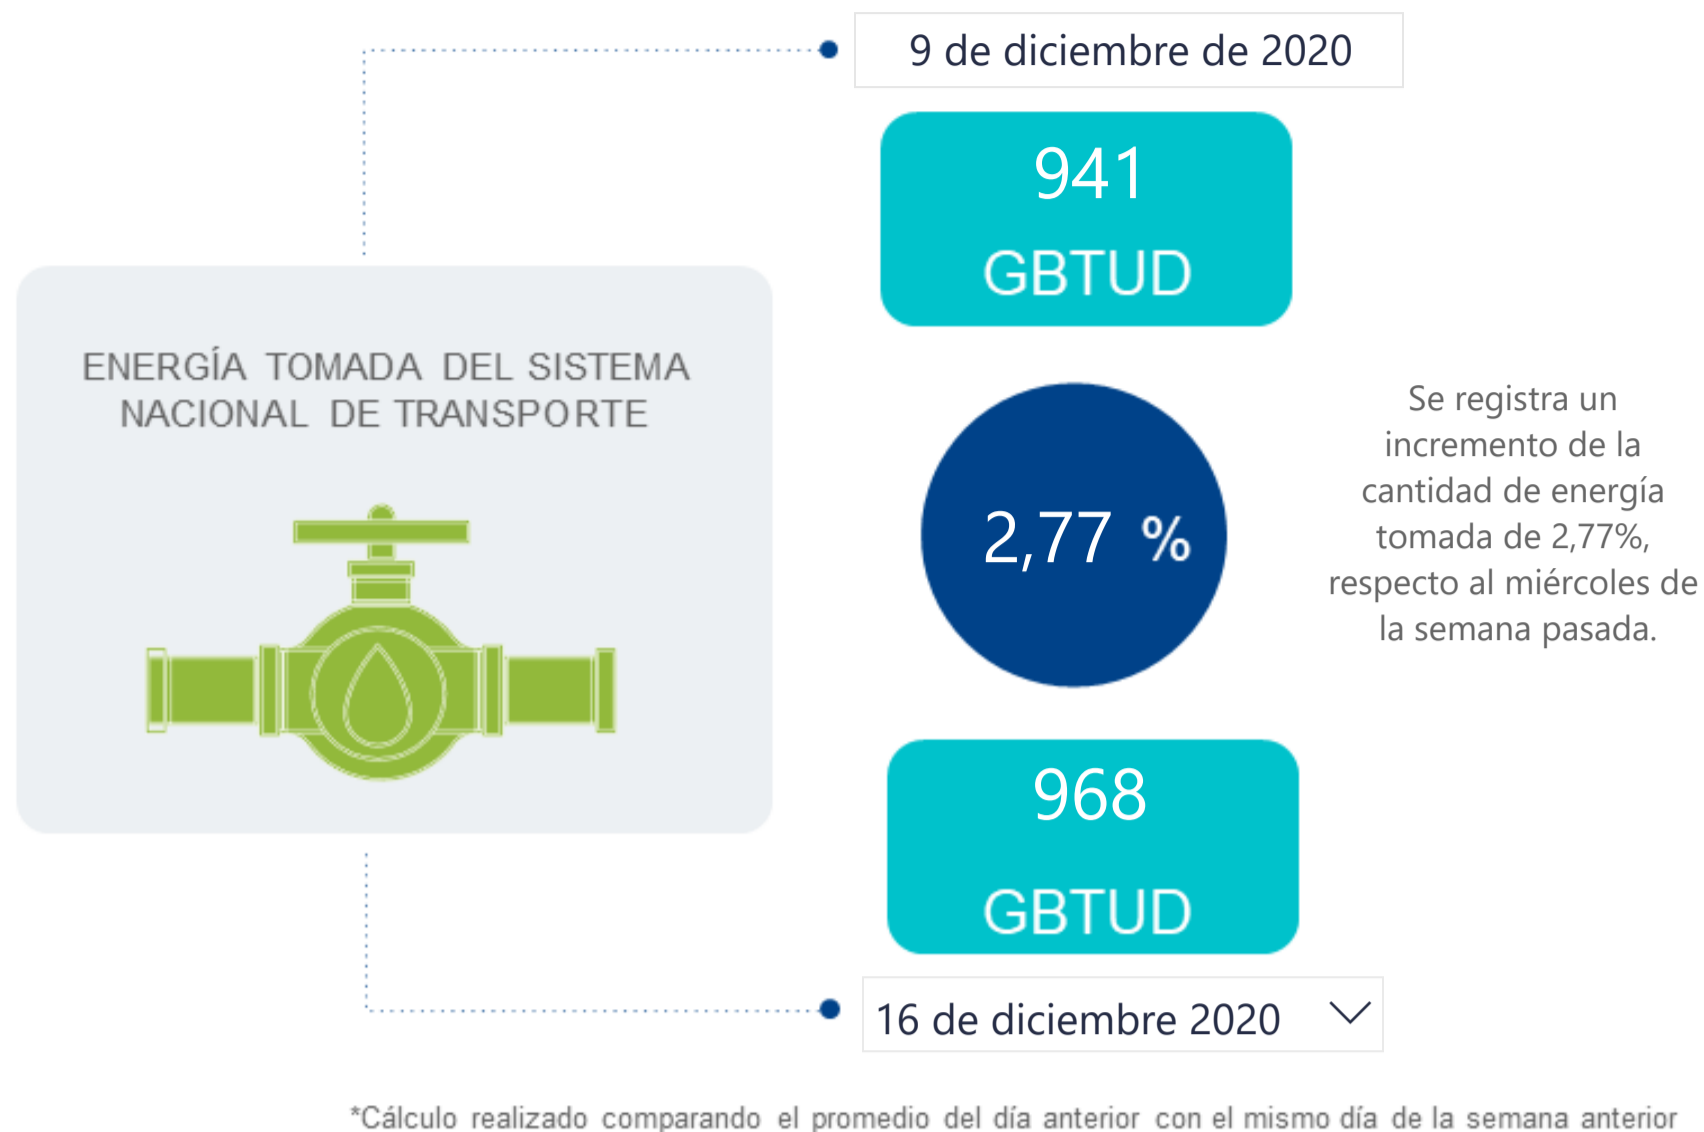 9 de diciembre de 2020
941
GBTUD
ENERGÍA TOMADA DEL SISTEMA
NACIONAL DE TRANSPORTE
2,77 %
Se registra un
incremento de la
cantidad de energía
tomada de 2,77%,
respecto al miércoles de
la semana pasada.
968
GBTUD
16 de diciembre 2020
*Cálculo realizado comparando el promedio del día anterior con el mismo día de la semana anterior